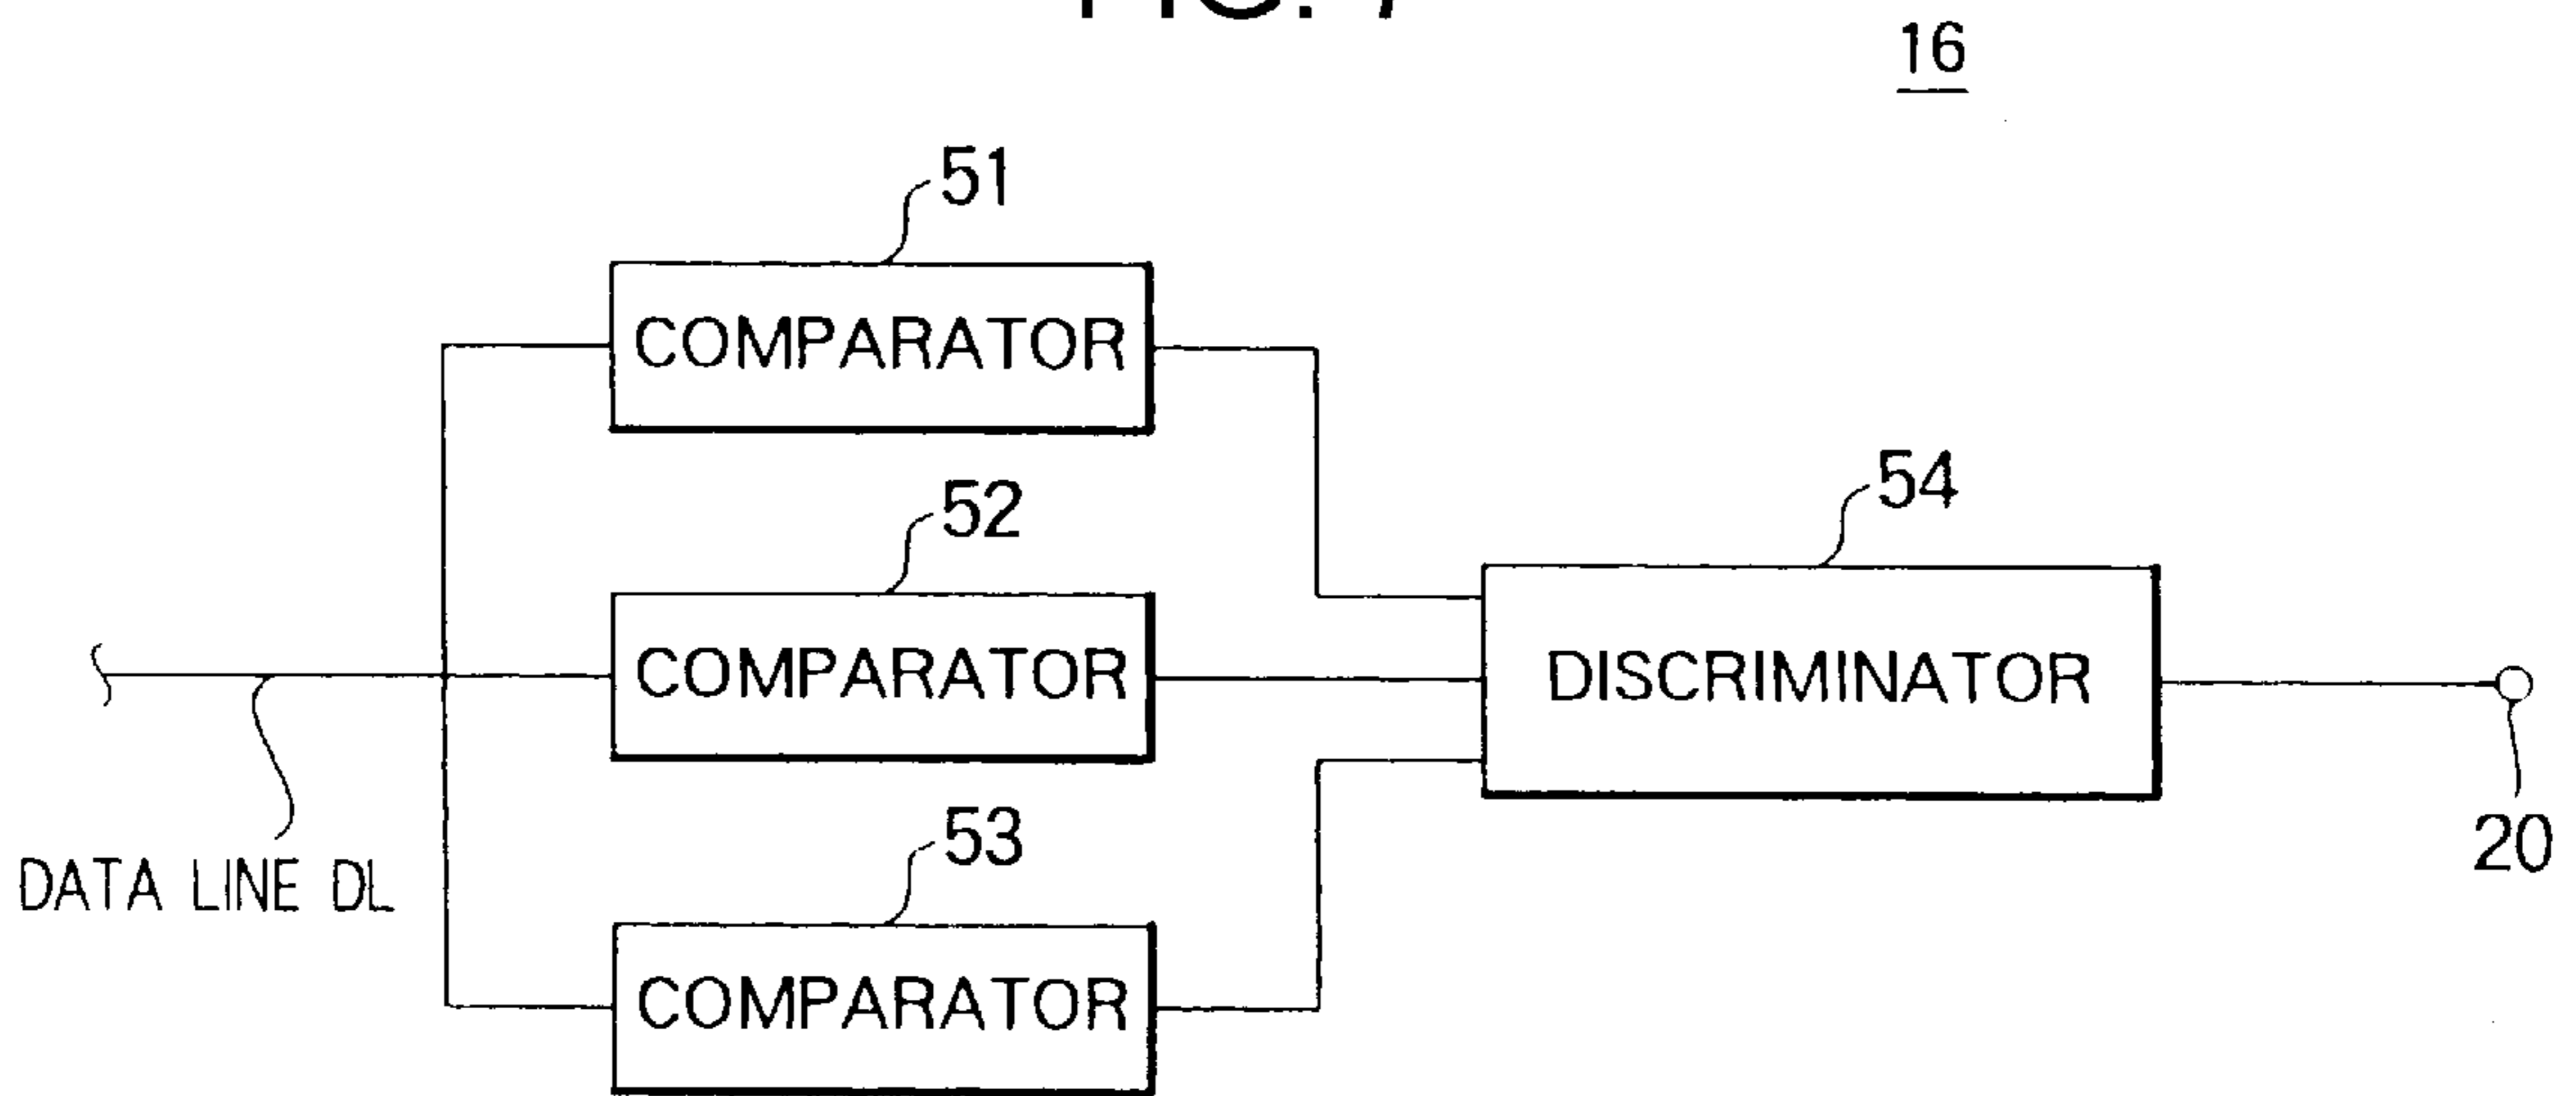 16
51
COMPARATOR
52
54
COMPARATOR
DISCRIMINATOR
53
20
DATA LINE DL
COMPARATOR